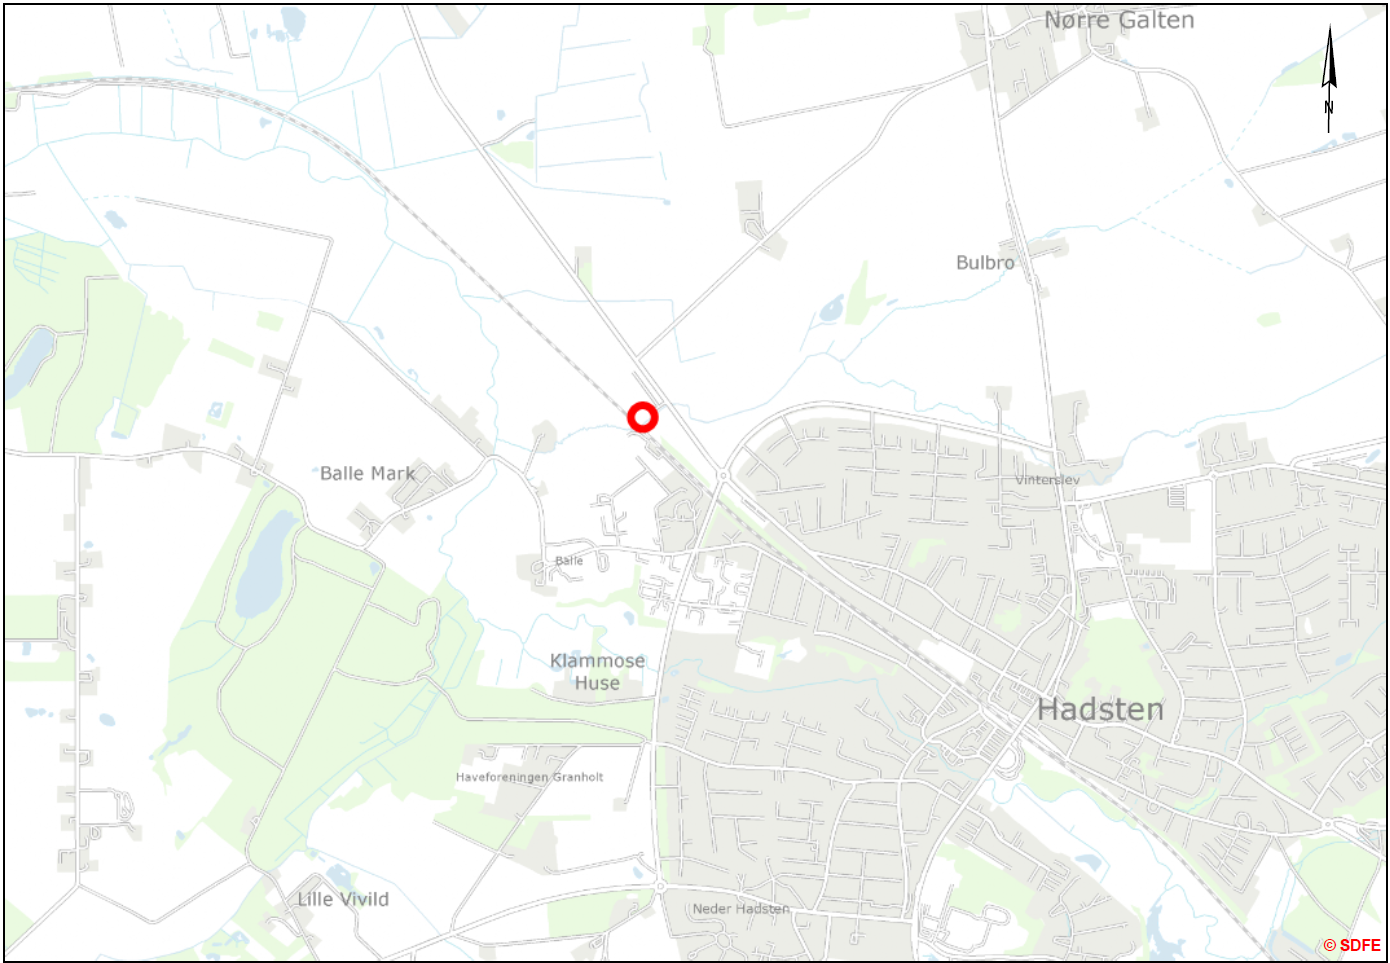 Nørre Galten
N
Bulbro
Balle Mark
Vinterslev
Balle
Klammose
Huse
Hadsten
Haveforeningen Granholt
Lille Vivild
Neder Hadsten
© SDFE